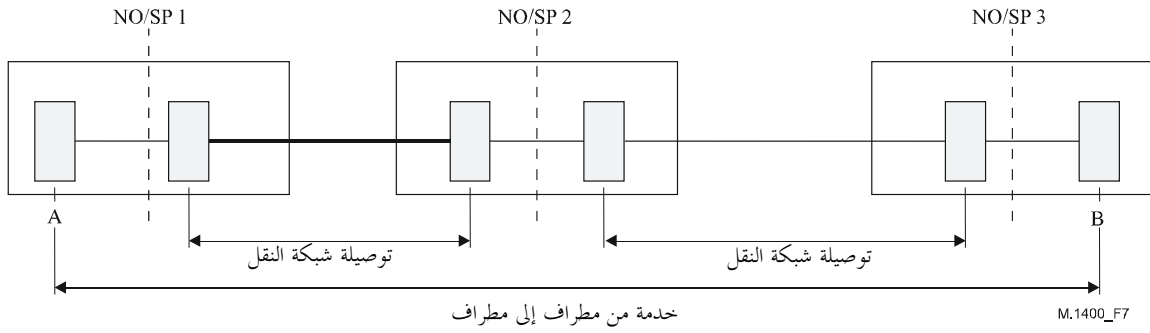 NO/SP 1
NO/SP 2
NO/SP 3
A
B
توصيلة شبكة النقل
توصيلة شبكة النقل
خدمة من مطراف إلى مطراف
M.1400_F7